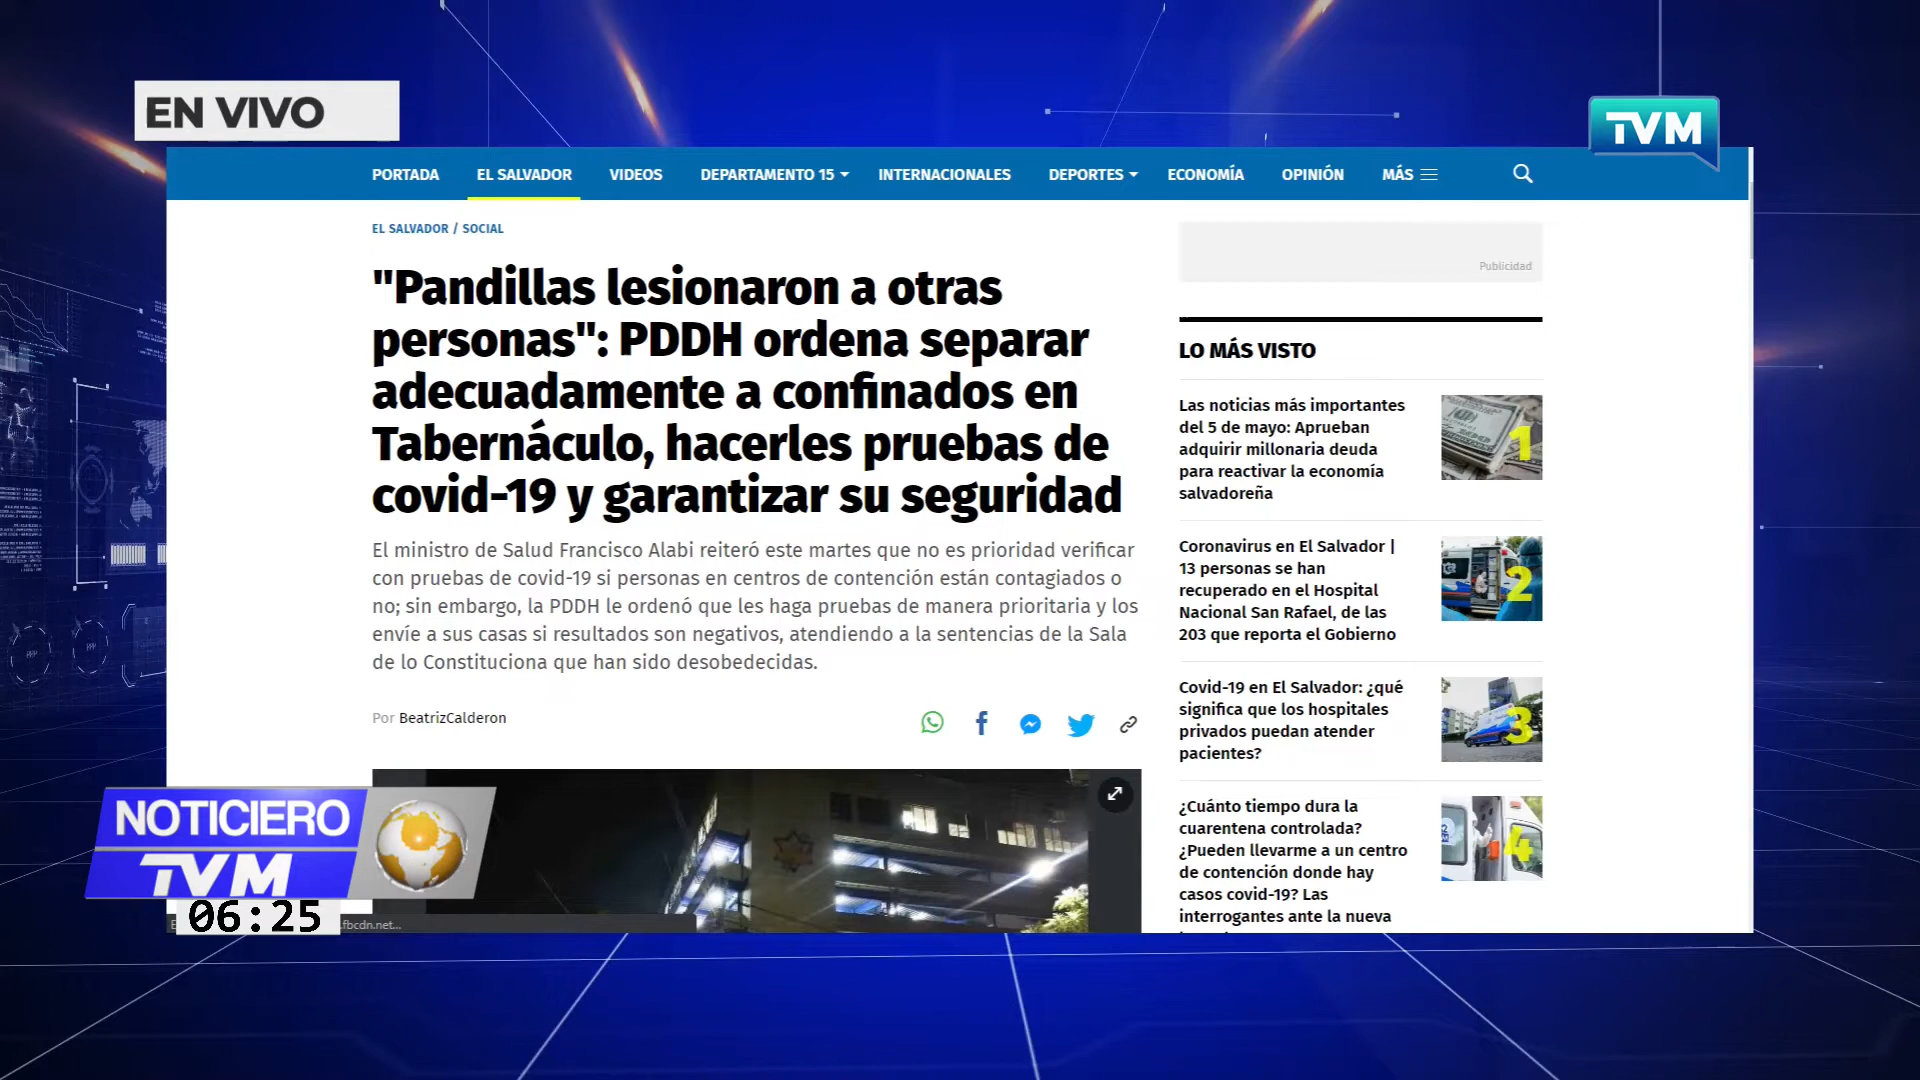 EN VIVO
TVM
PORTADA EL SALVADOR VIDEOS DEPARTAMENTO 15 INTERNACIONALES DEPORTES ECONOMÍA OPINIÓN MÁS
EL SALVADOR / SOCIAL
"Pandillas lesionaron a otras
personas": PDDH ordena separar
adecuadamente a confinados en
Tabernáculo, hacerles pruebas de
covid-19 y garantizar su seguridad
El ministro de Salud Francisco Alabi reiteró este martes que no es prioridad verificar
con pruebas de covid-19 si personas en centros de contención están contagiados o
no; sin embargo, la PDDH le ordenó que les haga pruebas de manera prioritaria y los
envíe a sus casas si resultados son negativos, atendiendo a la sentencias de la Sala
de lo Constituciona que han sido desobedecidas.
Por BeatrizCalderon
Publicidad
LO MÁS VISTO
Las noticias más importantes
del 5 de mayo: Aprueban
adquirir millonaria deuda
para reactivar la economía
salvadoreña
1
Coronavirus en El Salvador |
13 personas se han
recuperado en el Hospital
Nacional San Rafael, de las
203 que reporta el Gobierno
2
Covid-19 en El Salvador: ¿qué
significa que los hospitales
privados puedan atender
pacientes?
3
¿Cuánto tiempo dura la
cuarentena controlada?
¿Pueden llevarme a un centro
de contención donde hay
casos covid-19? Las
interrogantes ante la nueva
4
NOTICIERO
TVM
06:25
.fbcdn.net...